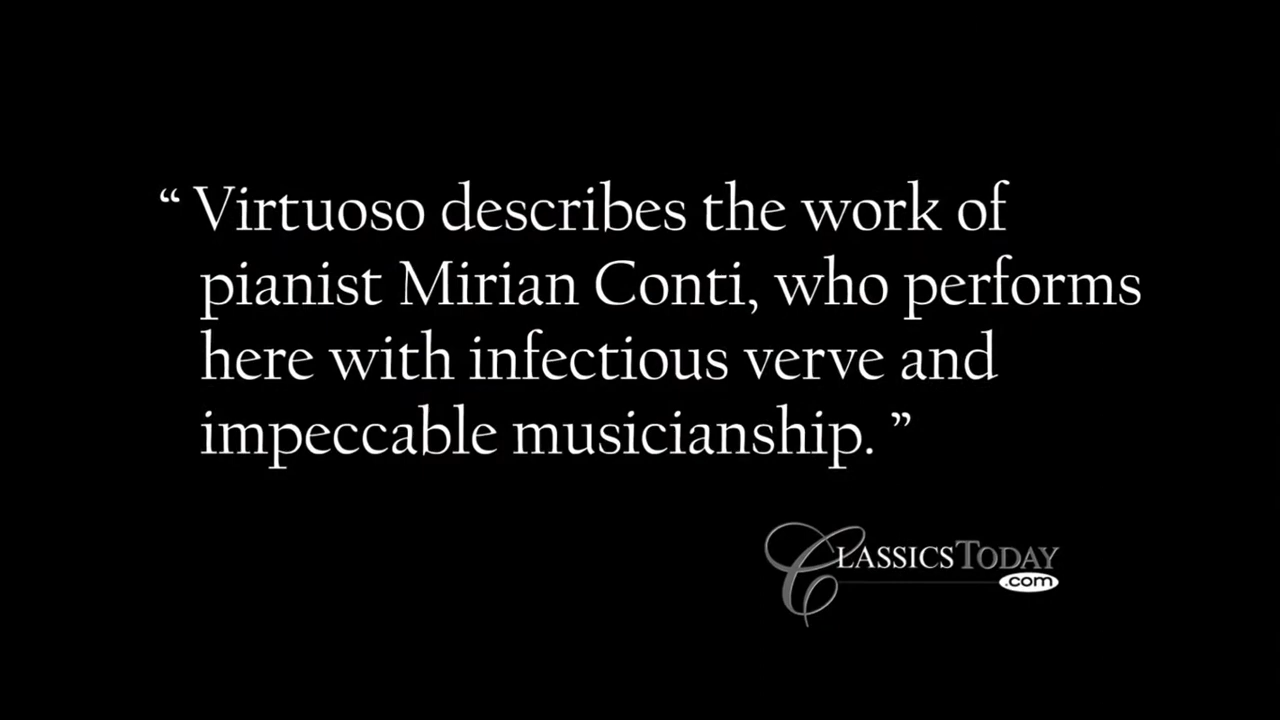 “ Virtuoso describes the work of
pianist Mirian Conti, who performs
here with infectious verve and
impeccable musicianship. ”
CLASSICSTODAY
.com